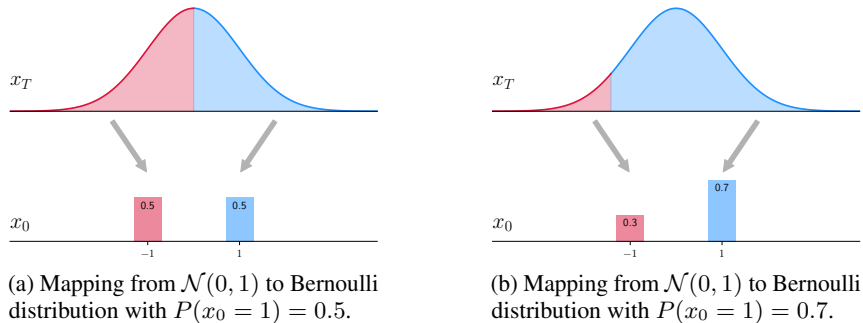 $x_T$
$x_T$
0.5
0.5
0.3
0.7
$x_0$
$x_0$
−1
1
−1
1
(a) Mapping from $\mathcal{N}(0, 1)$ to Bernoulli
distribution with $P(x_0 = 1) = 0.5$.
(b) Mapping from $\mathcal{N}(0, 1)$ to Bernoulli
distribution with $P(x_0 = 1) = 0.7$.